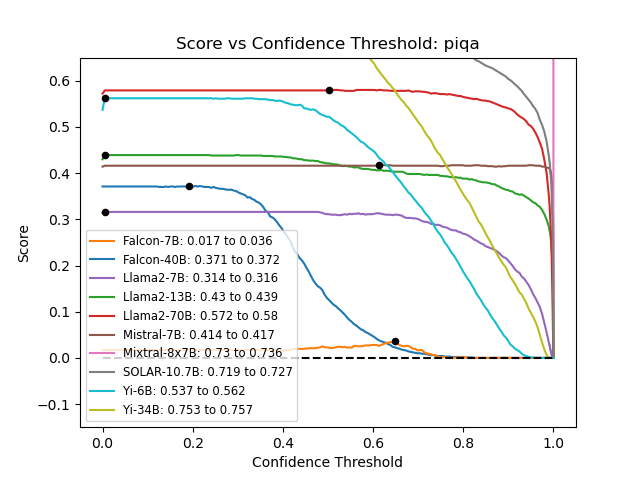 Score vs Confidence Threshold: piqa
Score
0.6
0.5
0.4
0.3
0.2
0.1
0.0
−0.1
Falcon-7B: 0.017 to 0.036
Falcon-40B: 0.371 to 0.372
Llama2-7B: 0.314 to 0.316
Llama2-13B: 0.43 to 0.439
Llama2-70B: 0.572 to 0.58
Mistral-7B: 0.414 to 0.417
Mixtral-8x7B: 0.73 to 0.736
SOLAR-10.7B: 0.719 to 0.727
Yi-6B: 0.537 to 0.562
Yi-34B: 0.753 to 0.757
0.0 0.2 0.4 0.6 0.8 1.0
Confidence Threshold